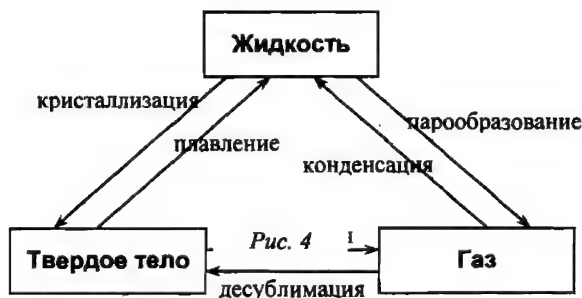 Жидкость
кристаллизация
парообразование
плавление
конденсация
Рис. 4
Твердое тело
Газ
десублимация